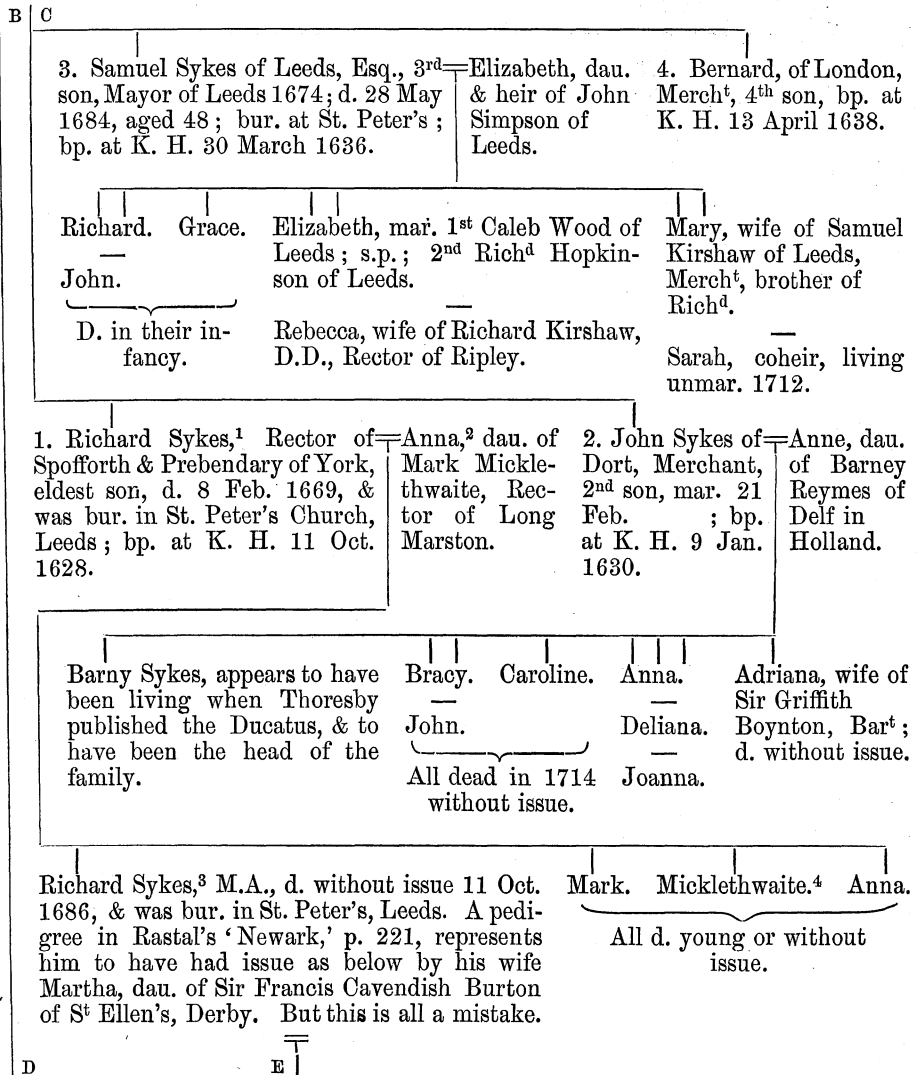 B C
3. Samuel Sykes of Leeds, Esq., 3rd
son, Mayor of Leeds 1674; d. 28 May
1684, aged 48; bur. at St. Peter's;
bp. at K. H. 30 March 1636.
Elizabeth, dau.
& heir of John
Simpson of
Leeds.
4. Bernard, of London,
Mercht, 4th son, bp. at
K. H. 13 April 1638.
Richard.
—
John.
Grace.
D. in their in-
fancy.
Elizabeth, mar. 1st Caleb Wood of
Leeds; s.p.; 2nd Richd Hopkin-
son of Leeds.
—
Rebecca, wife of Richard Kirshaw,
D.D., Rector of Ripley.
Mary, wife of Samuel
Kirshaw of Leeds,
Mercht, brother of
Richd.
—
Sarah, coheir, living
unmar. 1712.
1. Richard Sykes,1 Rector of
Spofforth & Prebendary of York,
eldest son, d. 8 Feb. 1669, &
was bur. in St. Peter's Church,
Leeds; bp. at K. H. 11 Oct.
1628.
Anna,2 dau. of
Mark Mickle-
thwaite, Rec-
tor of Long
Marston.
2. John Sykes of
Dort, Merchant,
2nd son, mar. 21
Feb. ; bp.
at K. H. 9 Jan.
1630.
Anne, dau.
of Barney
Reymes of
Delf in
Holland.
Barny Sykes, appears to have
been living when Thoresby
published the Ducatus, & to
have been the head of the
family.
Bracy.
—
John.
Caroline.
All dead in 1714
without issue.
Anna.
—
Deliana.
—
Joanna.
Adriana, wife of
Sir Griffith
Boynton, Bart;
d. without issue.
Richard Sykes,3 M.A., d. without issue 11 Oct.
1686, & was bur. in St. Peter's, Leeds. A pedi-
gree in Rastal's 'Newark,' p. 221, represents
him to have had issue as below by his wife
Martha, dau. of Sir Francis Cavendish Burton
of St Ellen's, Derby. But this is all a mistake.
Mark. Micklethwaite.4 Anna.
All d. young or without
issue.
D E